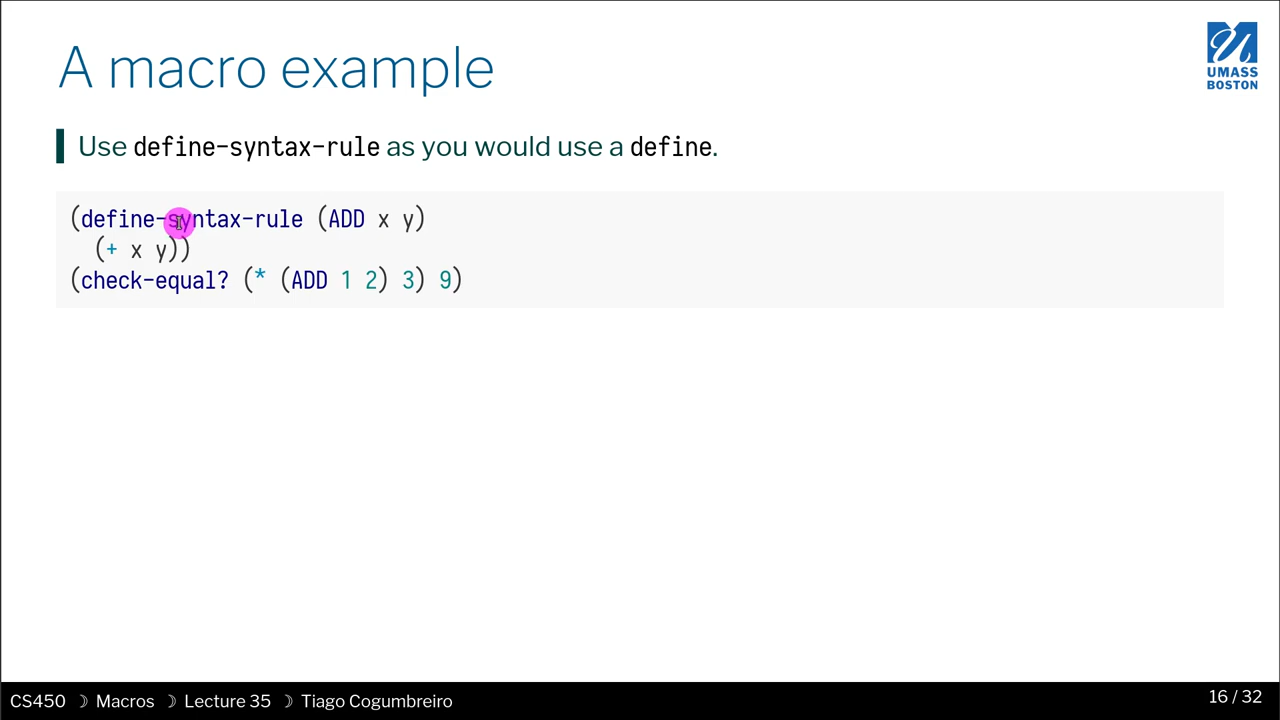 A macro example
UMASS
BOSTON
Use define-syntax-rule as you would use a define.
(define-syntax-rule (ADD x y)
  (+ x y))
(check-equal? (* (ADD 1 2) 3) 9)
CS450 ☽ Macros ☽ Lecture 35 ☽ Tiago Cogumbreiro
16 / 32